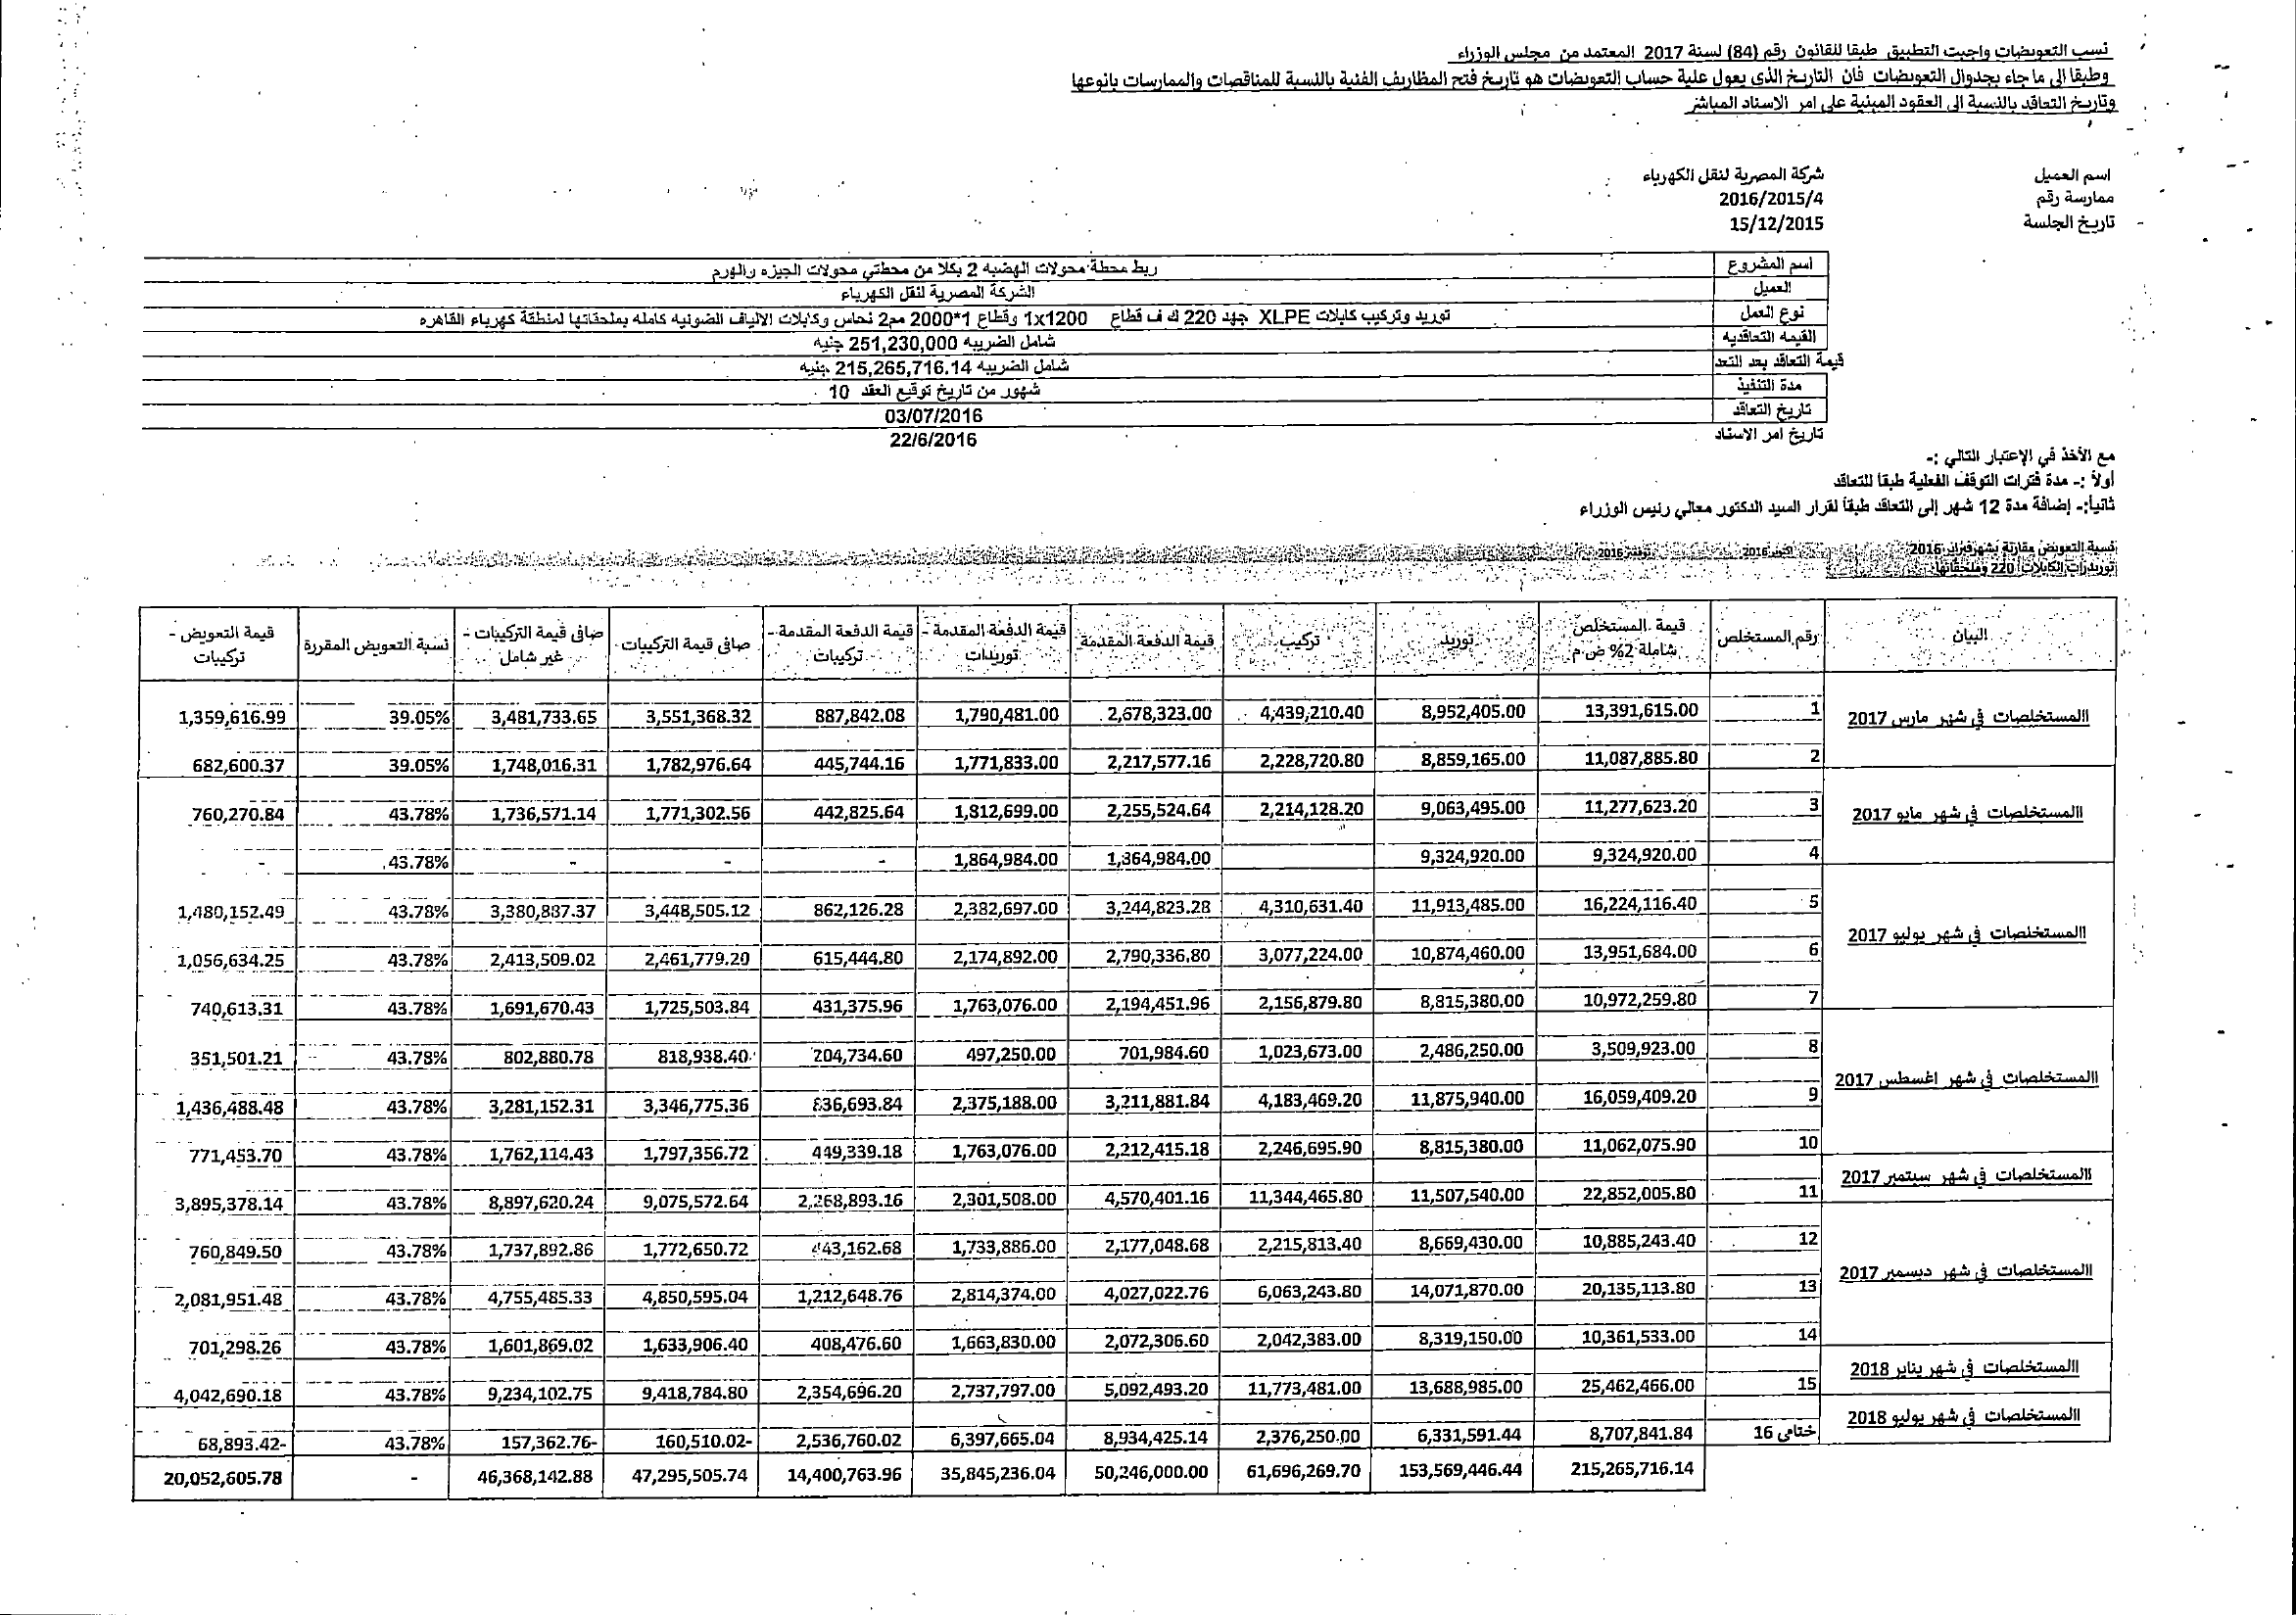 نسب التعويضات واجبت التطبيق طبقا للقانون رقم (84) لسنة 2017 المعتمد من مجلس الوزراء
وطبقا الى ما جاء بجدوال التعويضات فان التاريخ الذى يعول علية حساب التعويضات هو تاريخ فتح المظاريف الفنية بالنسبة للمناقصات والممارسات بانوعها
وتاريخ التعاقد بالنسبة الى العقود المبنية على امر الاسناد المباشر
اسم العميل شركة المصرية لنقل الكهرباء
ممارسة رقم 2016/2015/4
تاريخ الجلسة 15/12/2015
اسم المشروع ربط محطة محولات الهضبه 2 بكلا من محطتي محولات الجيزه والهرم
العميل الشركة المصرية لنقل الكهرباء
نوع العمل توريد وتركيب كابلات XLPE جهد 220 ك ف قطاع 1x1200 وقطاع 1*2000 مم2 نحاس وكابلات الالياف الضوئيه كامله بملحقاتها لمنطقة كهرباء القاهره
القيمه التعاقديه شامل الضريبه 251,230,000 جنيه
قيمة التعاقد بعد التعد شامل الضريبه 215,265,716.14 جنيه
مدة التنفيذ شهور من تاريخ توقيع العقد 10
تاريخ التعاقد 03/07/2016
تاريخ امر الاسناد 22/6/2016
مع الأخذ في الإعتبار التالي :-
أولاً :- مدة فترات التوقف الفعلية طبقا للتعاقد
ثانياً:- إضافة مدة 12 شهر إلى التعاقد طبقاً لقرار السيد الدكتور معالي رئيس الوزراء
نسبة التعويض مقارنة بشهر فبراير 2016 اكتوبر 2016 نوفمبر 2016
توريدات الكابلات 220 وملحقاتها
البيان رقم المستخلص قيمة المستخلص شاملة 2% ض م توريد تركيب قيمة الدفعة المقدمة قيمة الدفعة المقدمة - توريدات قيمة الدفعة المقدمة - تركيبات صافى قيمة التركيبات صافى قيمة التركيبات - غير شامل نسبة التعويض المقررة قيمة التعويض - تركيبات
االمستخلصات في شهر مارس 2017 1 13,391,615.00 8,952,405.00 4,439,210.40 2,678,323.00 1,790,481.00 887,842.08 3,551,368.32 3,481,733.65 39.05% 1,359,616.99
2 11,087,885.80 8,859,165.00 2,228,720.80 2,217,577.16 1,771,833.00 445,744.16 1,782,976.64 1,748,016.31 39.05% 682,600.37
االمستخلصات في شهر مايو 2017 3 11,277,623.20 9,063,495.00 2,214,128.20 2,255,524.64 1,812,699.00 442,825.64 1,771,302.56 1,736,571.14 43.78% 760,270.84
4 9,324,920.00 9,324,920.00 1,364,984.00 1,864,984.00 - - - 43.78% -
االمستخلصات في شهر يوليو 2017 5 16,224,116.40 11,913,485.00 4,310,631.40 3,244,823.28 2,382,697.00 862,126.28 3,448,505.12 3,380,887.37 43.78% 1,480,152.49
6 13,951,684.00 10,874,460.00 3,077,224.00 2,790,336.80 2,174,892.00 615,444.80 2,461,779.20 2,413,509.02 43.78% 1,056,634.25
7 10,972,259.80 8,815,380.00 2,156,879.80 2,194,451.96 1,763,076.00 431,375.96 1,725,503.84 1,691,670.43 43.78% 740,613.31
االمستخلصات في شهر اغسطس 2017 8 3,509,923.00 2,486,250.00 1,023,673.00 701,984.60 497,250.00 204,734.60 818,938.40 802,880.78 43.78% 351,501.21
9 16,059,409.20 11,875,940.00 4,183,469.20 3,211,881.84 2,375,188.00 836,693.84 3,346,775.36 3,281,152.31 43.78% 1,436,488.48
10 11,062,075.90 8,815,380.00 2,246,695.90 2,212,415.18 1,763,076.00 449,339.18 1,797,356.72 1,762,114.43 43.78% 771,453.70
االمستخلصات في شهر سبتمبر 2017 11 22,852,005.80 11,507,540.00 11,344,465.80 4,570,401.16 2,301,508.00 2,268,893.16 9,075,572.64 8,897,620.24 43.78% 3,895,378.14
االمستخلصات في شهر ديسمبر 2017 12 10,885,243.40 8,669,430.00 2,215,813.40 2,177,048.68 1,733,886.00 443,162.68 1,772,650.72 1,737,892.86 43.78% 760,849.50
13 20,135,113.80 14,071,870.00 6,063,243.80 4,027,022.76 2,814,374.00 1,212,648.76 4,850,595.04 4,755,485.33 43.78% 2,081,951.48
14 10,361,533.00 8,319,150.00 2,042,383.00 2,072,306.60 1,663,830.00 408,476.60 1,633,906.40 1,601,869.02 43.78% 701,298.26
االمستخلصات في شهر يناير 2018 15 25,462,466.00 13,688,985.00 11,773,481.00 5,092,493.20 2,737,797.00 2,354,696.20 9,418,784.80 9,234,102.75 43.78% 4,042,690.18
االمستخلصات في شهر يوليو 2018 ختامى 16 8,707,841.84 6,331,591.44 2,376,250.00 8,934,425.14 6,397,665.04 2,536,760.02 160,510.02- 157,362.76- 43.78% 68,893.42-
215,265,716.14 153,569,446.44 61,696,269.70 50,246,000.00 35,845,236.04 14,400,763.96 47,295,505.74 46,368,142.88 - 20,052,605.78